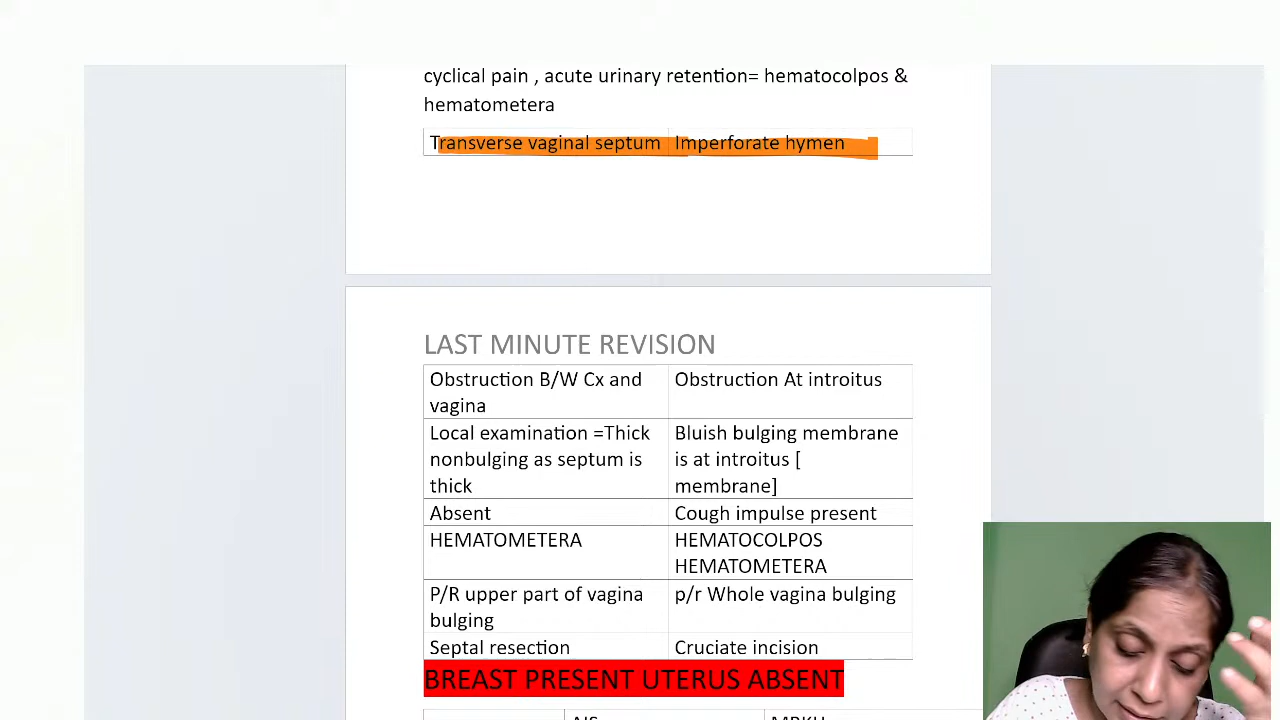 cyclical pain , acute urinary retention= hematocolpos &
hematometera
Transverse vaginal septum Imperforate hymen
LAST MINUTE REVISION
Obstruction B/W Cx and
vagina
Obstruction At introitus
Local examination =Thick
nonbulging as septum is
thick
Bluish bulging membrane
is at introitus [
membrane]
Absent
Cough impulse present
HEMATOMETERA
HEMATOCOLPOS
HEMATOMETERA
P/R upper part of vagina
bulging
p/r Whole vagina bulging
Septal resection
Cruciate incision
BREAST PRESENT UTERUS ABSENT